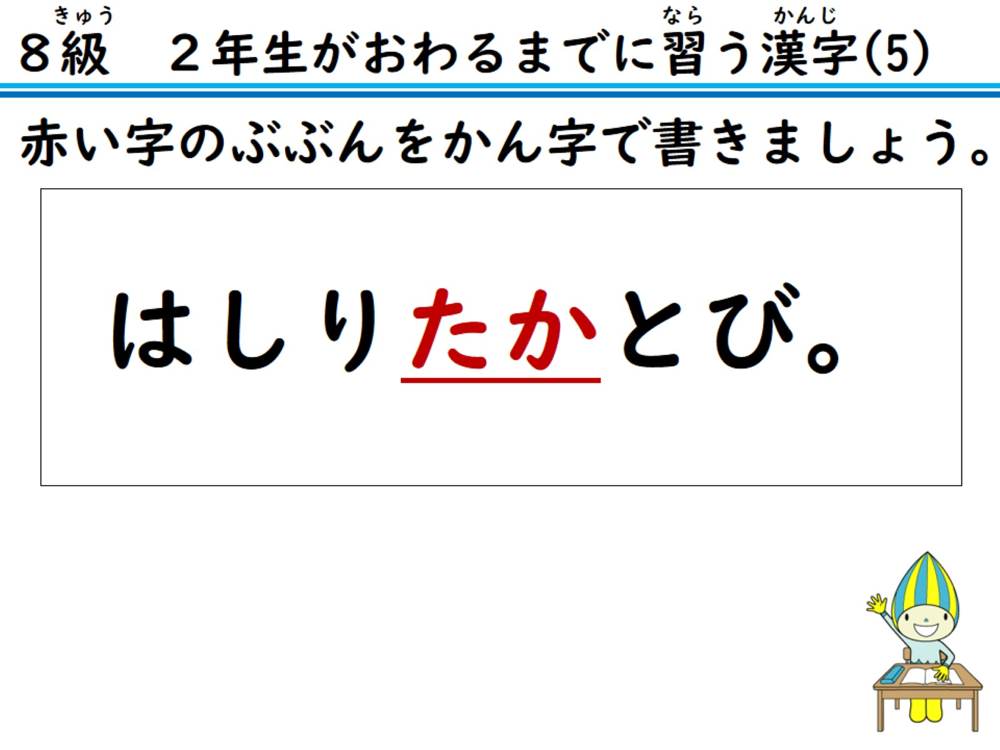 きゅう なら かんじ
８級　２年生がおわるまでに習う漢字(5)
赤い字のぶぶんをかん字で書きましょう。
はしりたかとび。